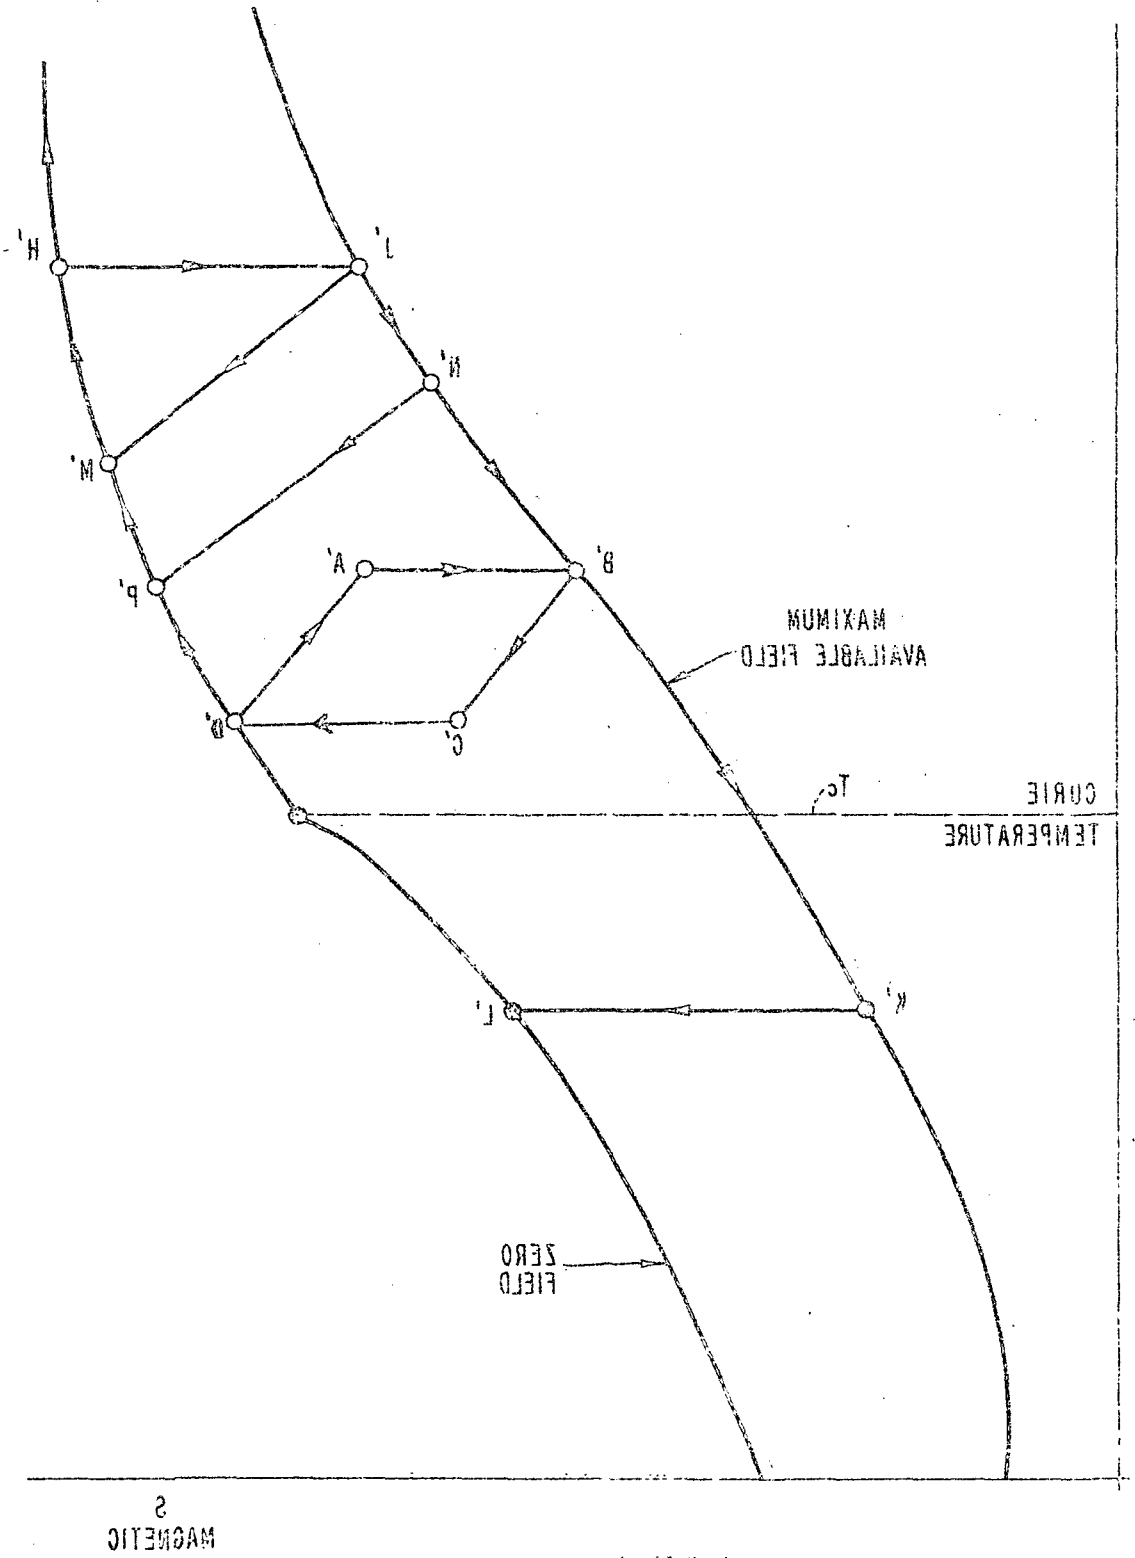 H'
J'
N'
M'
A'
B'
P'
MAXIMUM
AVAILABLE FIELD
D'
C'
Tc
CURIE
TEMPERATURE
K'
L'
ZERO
FIELD
S
MAGNETIC